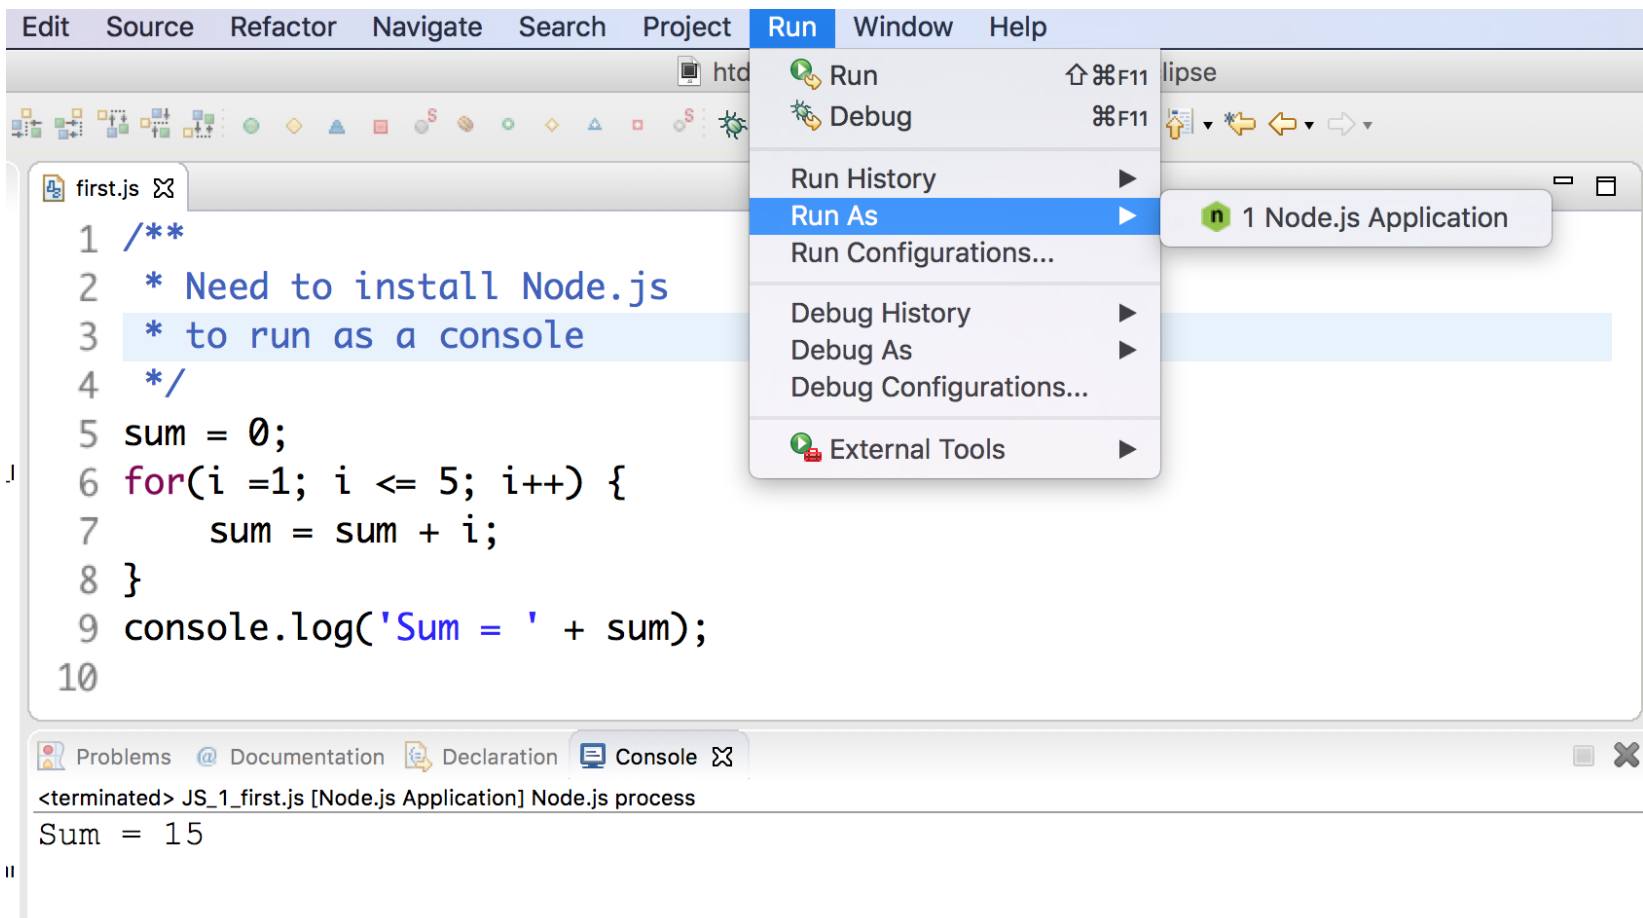 Edit Source Refactor Navigate Search Project Run Window Help
htd
lipse
Run ⇧⌘F11
Debug ⌘F11
Run History ▶
Run As ▶
n 1 Node.js Application
Run Configurations...
Debug History ▶
Debug As ▶
Debug Configurations...
External Tools ▶
first.js
1 /**
2  * Need to install Node.js
3  * to run as a console
4  */
5 sum = 0;
6 for(i =1; i <= 5; i++) {
7     sum = sum + i;
8 }
9 console.log('Sum = ' + sum);
10
Problems @ Documentation Declaration Console
<terminated> JS_1_first.js [Node.js Application] Node.js process
Sum = 15